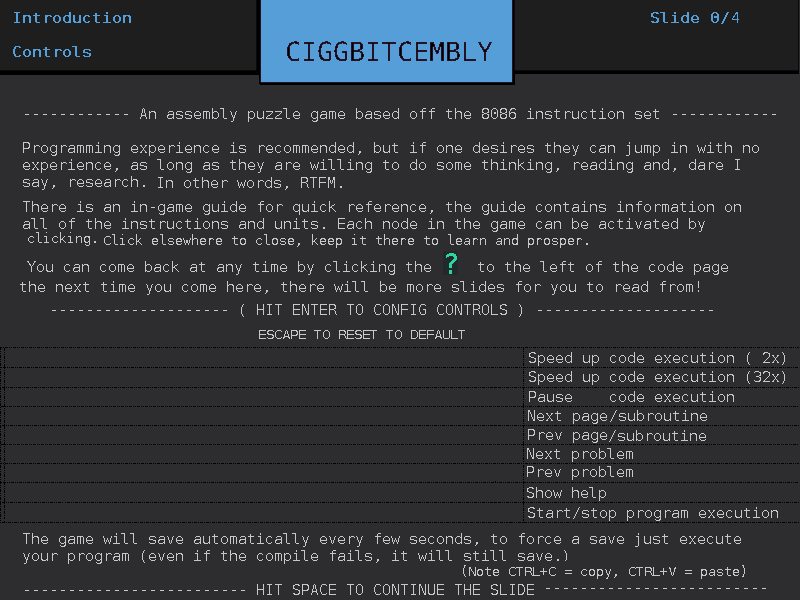 Introduction
Slide 0/4
Controls
CIGGBITCEMBLY
------------ An assembly puzzle game based off the 8086 instruction set ------------
Programming experience is recommended, but if one desires they can jump in with no
experience, as long as they are willing to do some thinking, reading and, dare I
say, research. In other words, RTFM.
There is an in-game guide for quick reference, the guide contains information on
all of the instructions and units. Each node in the game can be activated by
clicking. Click elsewhere to close, keep it there to learn and prosper.
You can come back at any time by clicking the ? to the left of the code page
the next time you come here, there will be more slides for you to read from!
-------------------- ( HIT ENTER TO CONFIG CONTROLS ) --------------------
ESCAPE TO RESET TO DEFAULT
Speed up code execution ( 2x)
Speed up code execution (32x)
Pause    code execution
Next page/subroutine
Prev page/subroutine
Next problem
Prev problem
Show help
Start/stop program execution
The game will save automatically every few seconds, to force a save just execute
your program (even if the compile fails, it will still save.)
(Note CTRL+C = copy, CTRL+V = paste)
------------------------- HIT SPACE TO CONTINUE THE SLIDE -------------------------